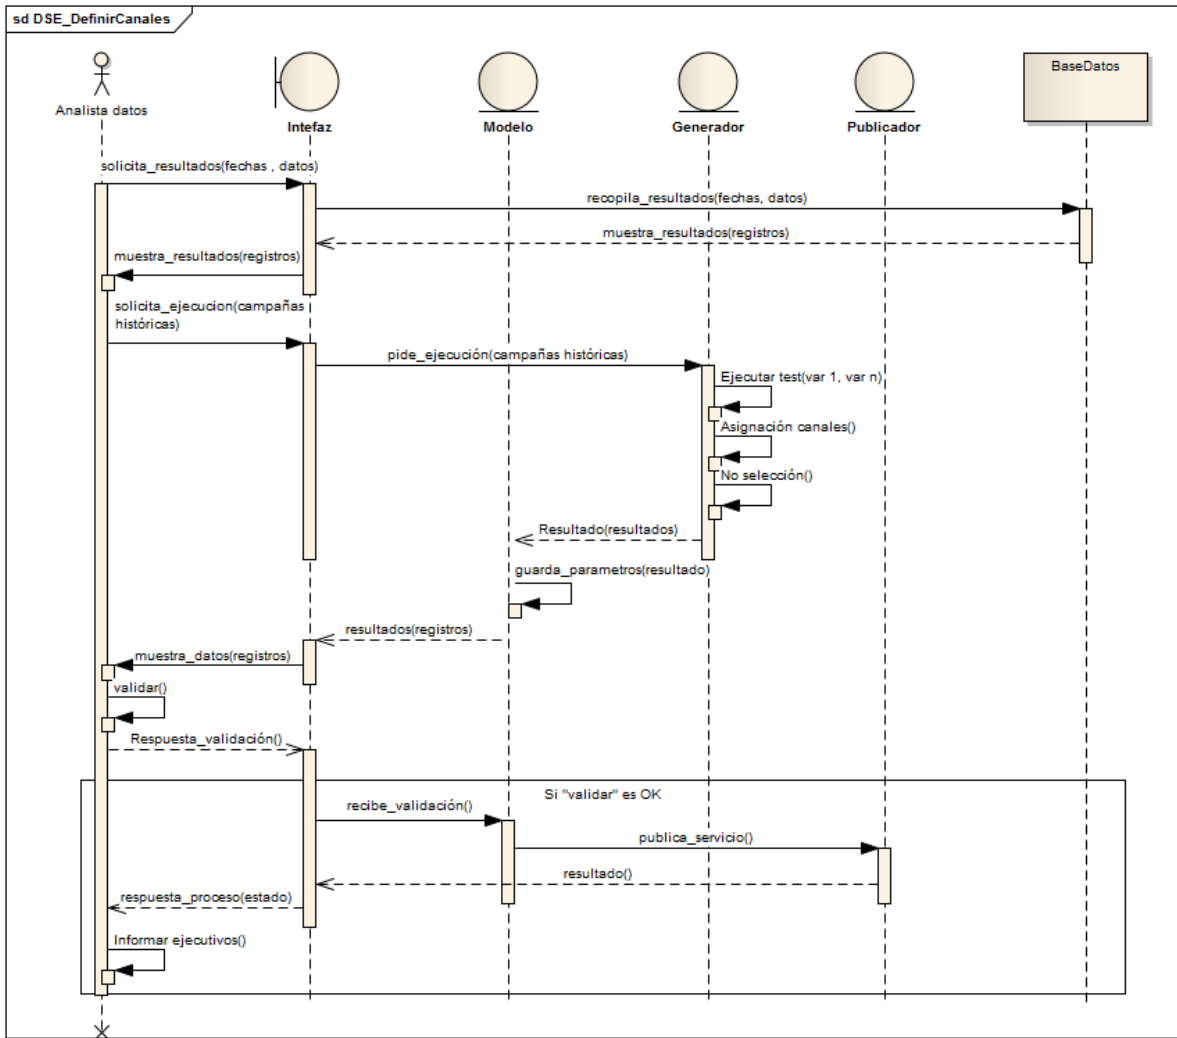 sd DSE_DefinirCanales
BaseDatos
Analista datos
Intefaz
Modelo
Generador
Publicador
solicita_resultados(fechas , datos)
recopila_resultados(fechas, datos)
muestra_resultados(registros)
muestra_resultados(registros)
solicita_ejecucion(campañas
históricas)
pide_ejecución(campañas históricas)
Ejecutar test(var 1, var n)
Asignación canales()
No selección()
Resultado(resultados)
guarda_parametros(resultado)
resultados(registros)
muestra_datos(registros)
validar()
Respuesta_validación()
Si "validar" es OK
recibe_validación()
publica_servicio()
resultado()
respuesta_proceso(estado)
Informar ejecutivos()